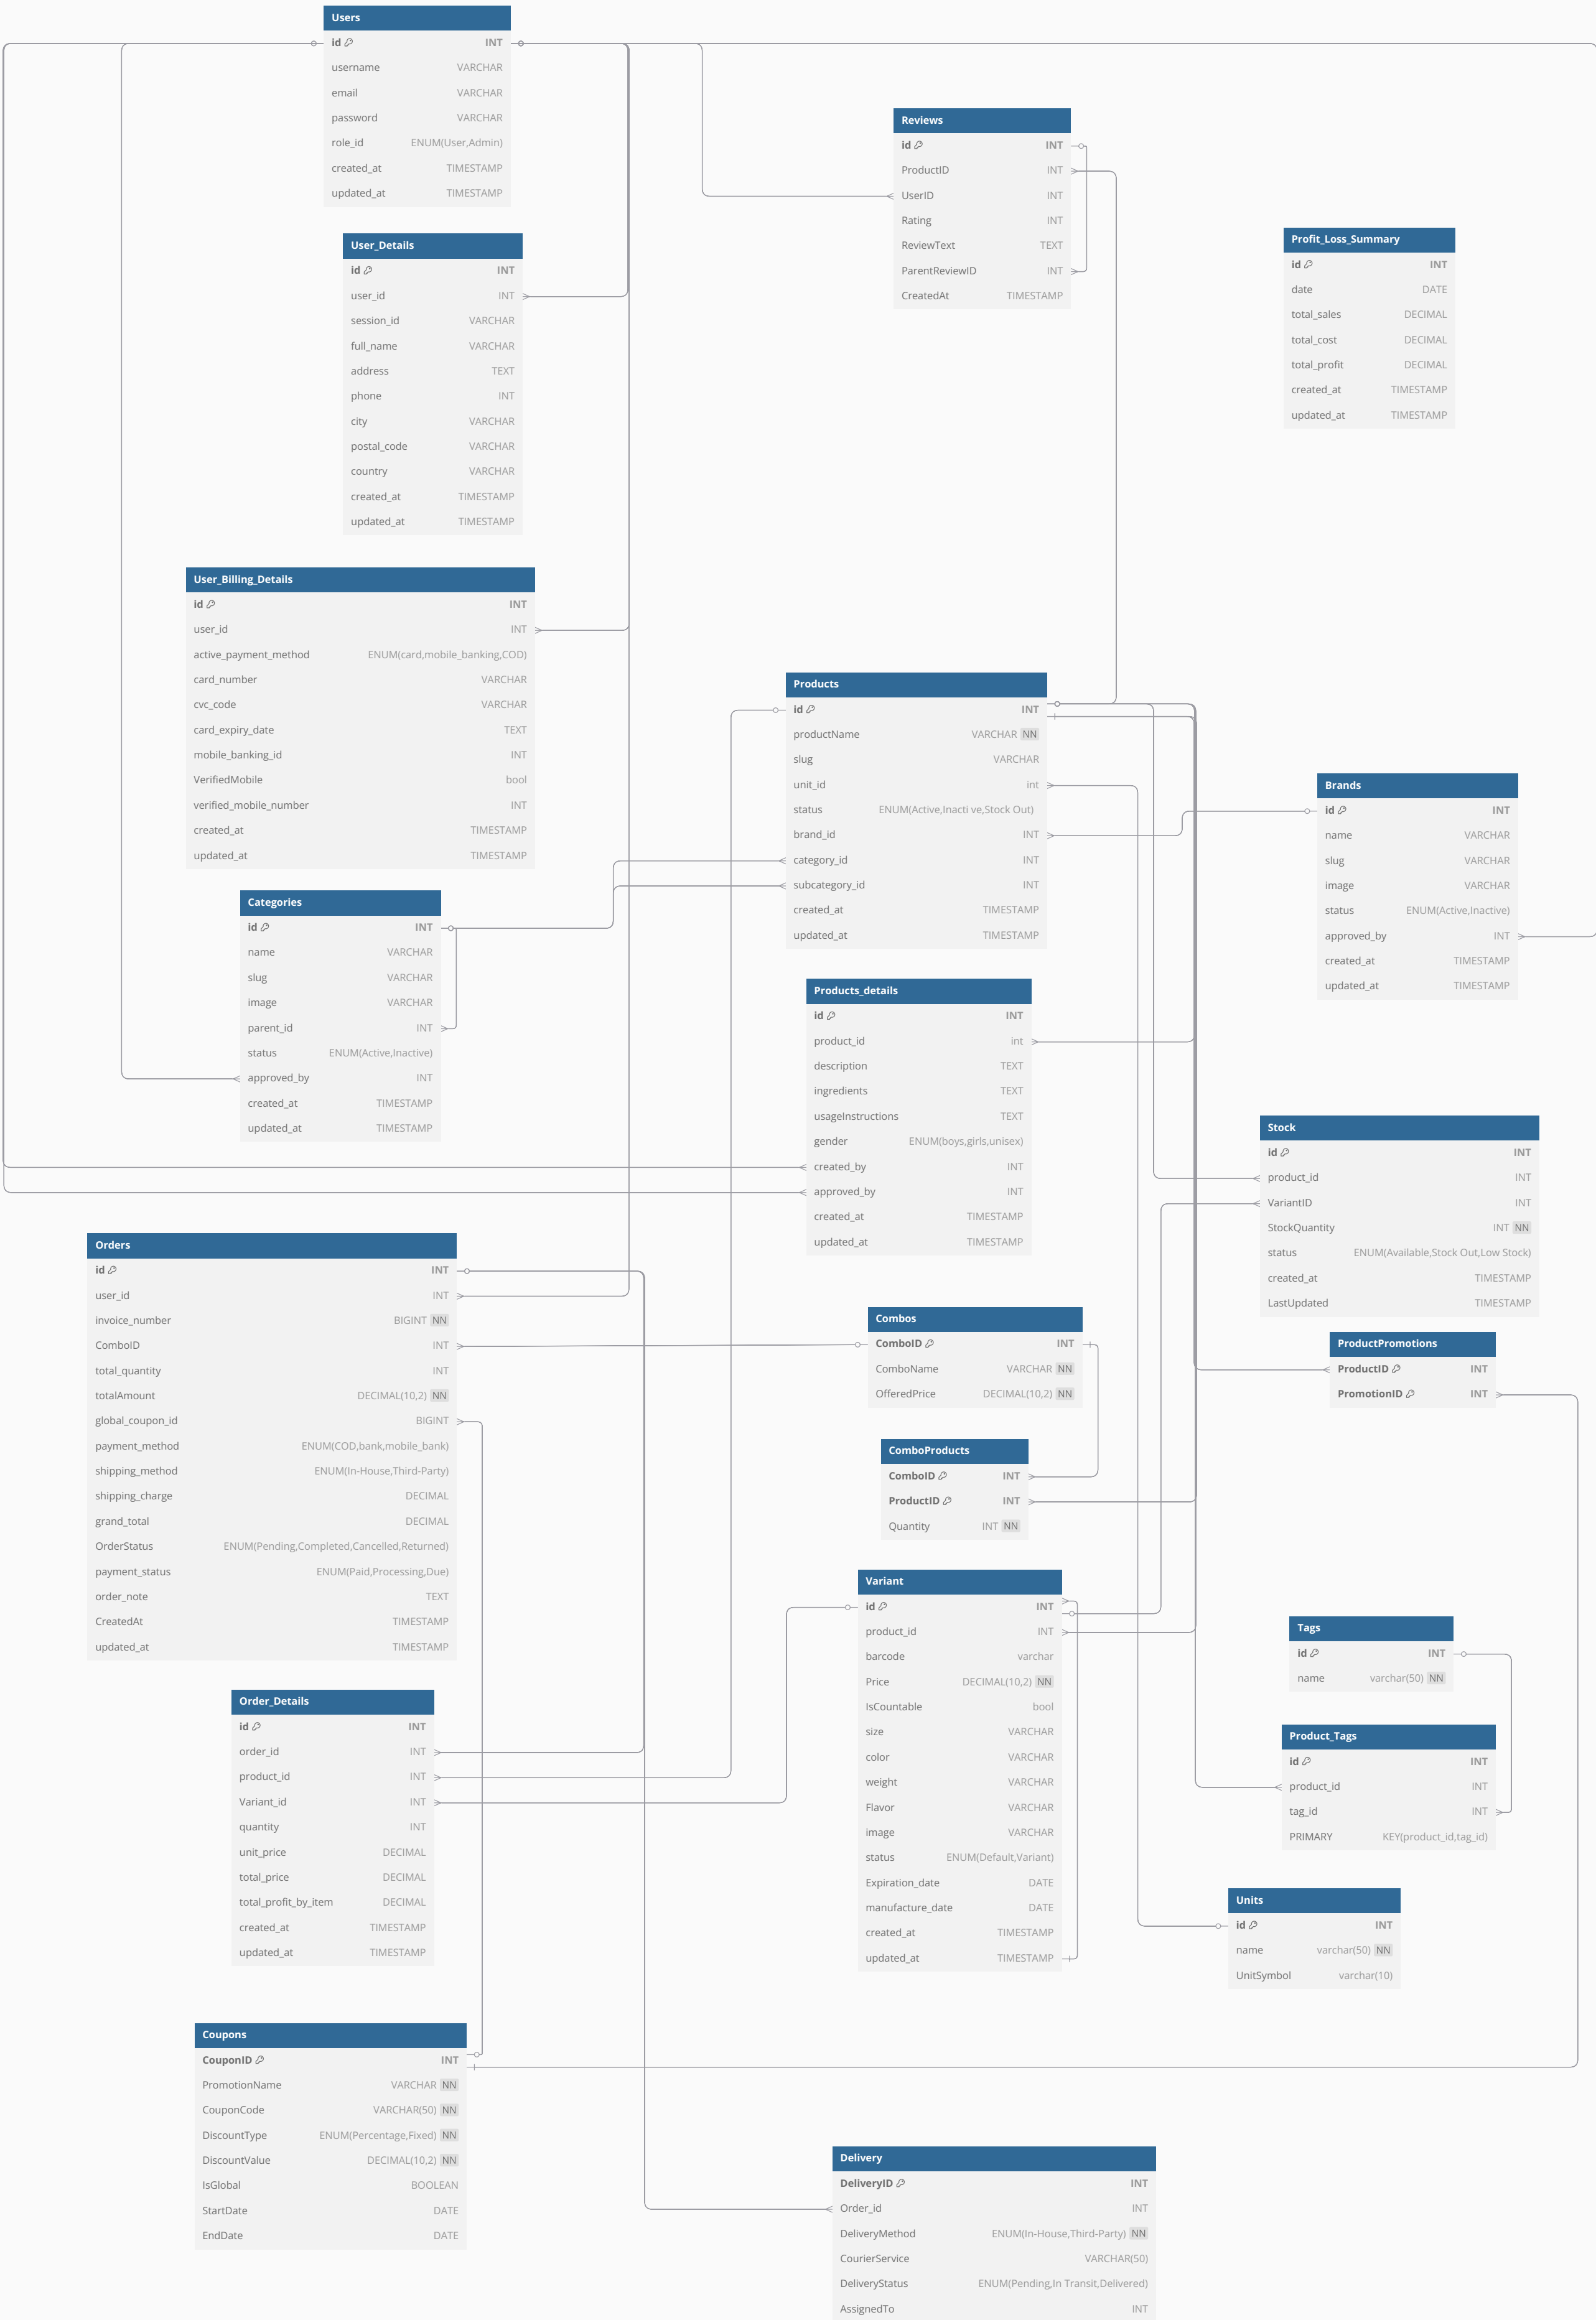 Users
id INT
username VARCHAR
email VARCHAR
password VARCHAR
role_id ENUM(User,Admin)
created_at TIMESTAMP
updated_at TIMESTAMP
Reviews
id INT
ProductID INT
UserID INT
Rating INT
ReviewText TEXT
ParentReviewID INT
CreatedAt TIMESTAMP
Profit_Loss_Summary
id INT
date DATE
total_sales DECIMAL
total_cost DECIMAL
total_profit DECIMAL
created_at TIMESTAMP
updated_at TIMESTAMP
User_Details
id INT
user_id INT
session_id VARCHAR
full_name VARCHAR
address TEXT
phone INT
city VARCHAR
postal_code VARCHAR
country VARCHAR
created_at TIMESTAMP
updated_at TIMESTAMP
User_Billing_Details
id INT
user_id INT
active_payment_method ENUM(card,mobile_banking,COD)
card_number VARCHAR
cvc_code VARCHAR
card_expiry_date TEXT
mobile_banking_id INT
VerifiedMobile bool
verified_mobile_number INT
created_at TIMESTAMP
updated_at TIMESTAMP
Products
id INT
productName VARCHAR NN
slug VARCHAR
unit_id int
status ENUM(Active,Inacti ve,Stock Out)
brand_id INT
category_id INT
subcategory_id INT
created_at TIMESTAMP
updated_at TIMESTAMP
Brands
id INT
name VARCHAR
slug VARCHAR
image VARCHAR
status ENUM(Active,Inactive)
approved_by INT
created_at TIMESTAMP
updated_at TIMESTAMP
Categories
id INT
name VARCHAR
slug VARCHAR
image VARCHAR
parent_id INT
status ENUM(Active,Inactive)
approved_by INT
created_at TIMESTAMP
updated_at TIMESTAMP
Products_details
id INT
product_id int
description TEXT
ingredients TEXT
usageInstructions TEXT
gender ENUM(boys,girls,unisex)
created_by INT
approved_by INT
created_at TIMESTAMP
updated_at TIMESTAMP
Stock
id INT
product_id INT
VariantID INT
StockQuantity INT NN
status ENUM(Available,Stock Out,Low Stock)
created_at TIMESTAMP
LastUpdated TIMESTAMP
Orders
id INT
user_id INT
invoice_number BIGINT NN
ComboID INT
total_quantity INT
totalAmount DECIMAL(10,2) NN
global_coupon_id BIGINT
payment_method ENUM(COD,bank,mobile_bank)
shipping_method ENUM(In-House,Third-Party)
shipping_charge DECIMAL
grand_total DECIMAL
OrderStatus ENUM(Pending,Completed,Cancelled,Returned)
payment_status ENUM(Paid,Processing,Due)
order_note TEXT
CreatedAt TIMESTAMP
updated_at TIMESTAMP
Combos
ComboID INT
ComboName VARCHAR NN
OfferedPrice DECIMAL(10,2) NN
ProductPromotions
ProductID INT
PromotionID INT
ComboProducts
ComboID INT
ProductID INT
Quantity INT NN
Variant
id INT
product_id INT
barcode varchar
Price DECIMAL(10,2) NN
IsCountable bool
size VARCHAR
color VARCHAR
weight VARCHAR
Flavor VARCHAR
image VARCHAR
status ENUM(Default,Variant)
Expiration_date DATE
manufacture_date DATE
created_at TIMESTAMP
updated_at TIMESTAMP
Tags
id INT
name varchar(50) NN
Product_Tags
id INT
product_id INT
tag_id INT
PRIMARY KEY(product_id,tag_id)
Order_Details
id INT
order_id INT
product_id INT
Variant_id INT
quantity INT
unit_price DECIMAL
total_price DECIMAL
total_profit_by_item DECIMAL
created_at TIMESTAMP
updated_at TIMESTAMP
Units
id INT
name varchar(50) NN
UnitSymbol varchar(10)
Coupons
CouponID INT
PromotionName VARCHAR NN
CouponCode VARCHAR(50) NN
DiscountType ENUM(Percentage,Fixed) NN
DiscountValue DECIMAL(10,2) NN
IsGlobal BOOLEAN
StartDate DATE
EndDate DATE
Delivery
DeliveryID INT
Order_id INT
DeliveryMethod ENUM(In-House,Third-Party) NN
CourierService VARCHAR(50)
DeliveryStatus ENUM(Pending,In Transit,Delivered)
AssignedTo INT